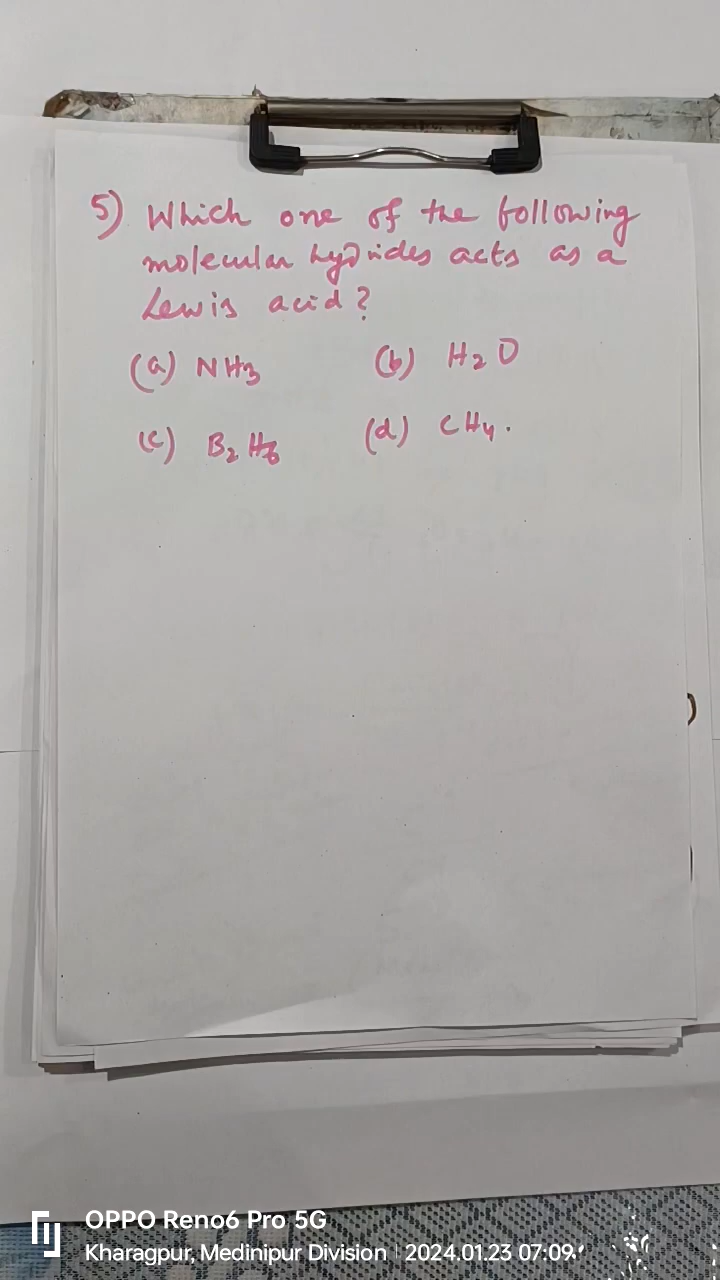 5) Which one of the following
molecular hydrides acts as a
Lewis acid?
(a) NH3 (b) H2O
(c) B2H6 (d) CH4.
OPPO Reno6 Pro 5G
Kharagpur, Medinipur Division | 2024.01.23 07:09